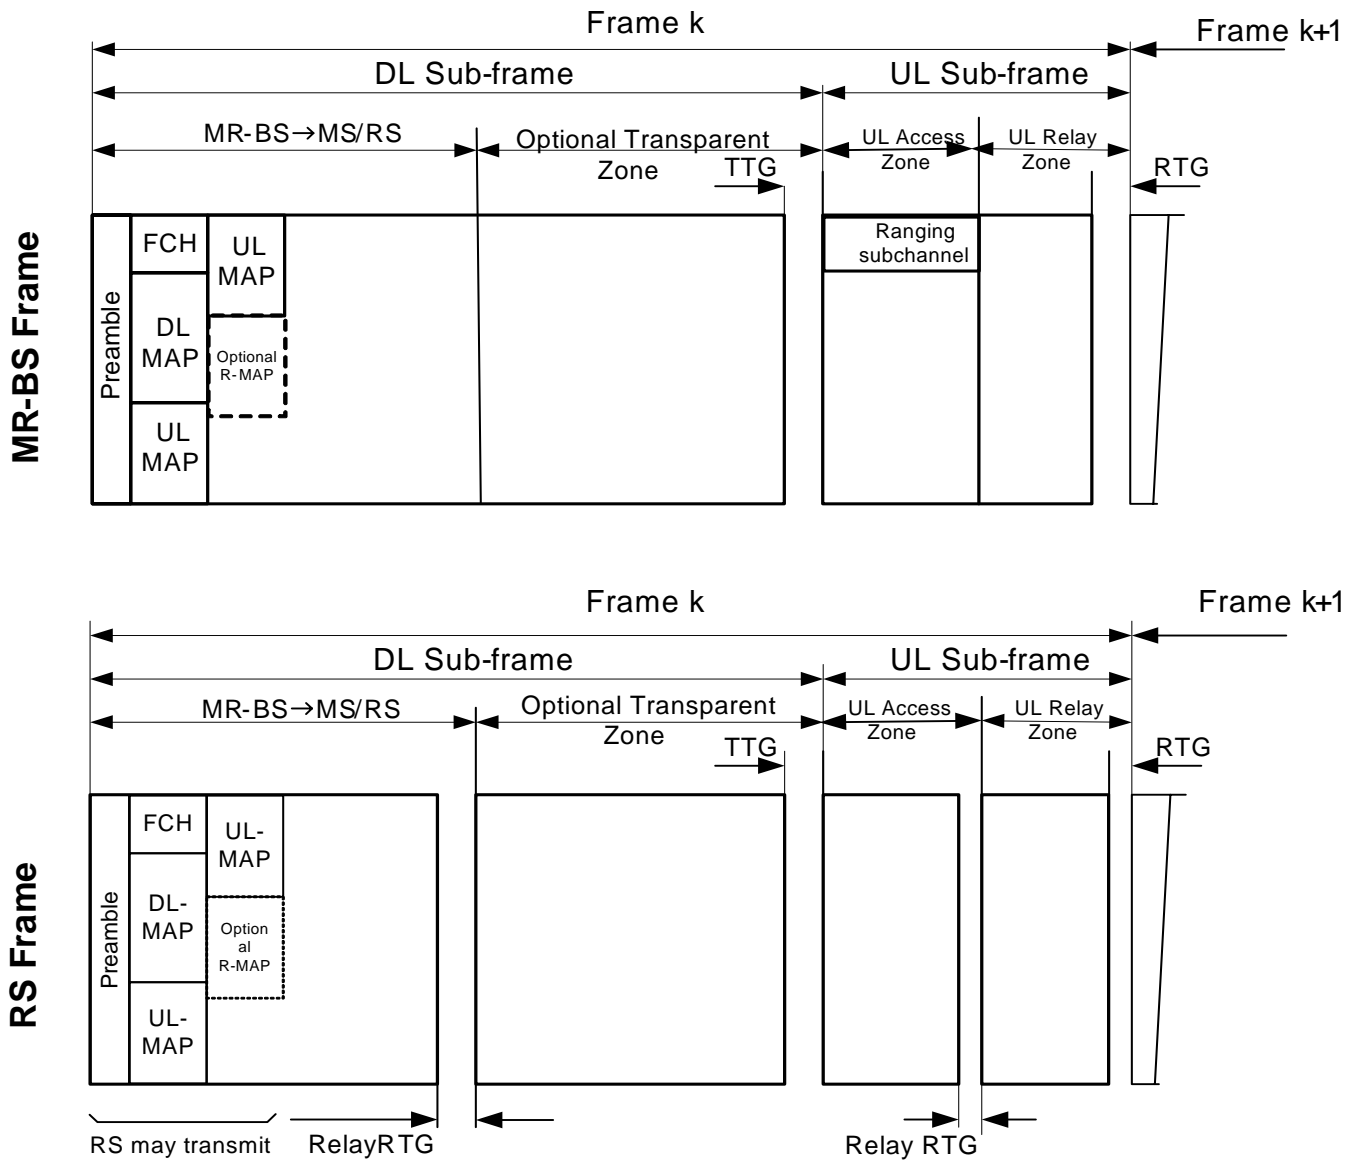 Frame k
Frame k+1
DL Sub-frame
UL Sub-frame
MR-BS→MS/RS
Optional Transparent
Zone
UL Access
Zone
UL Relay
Zone
TTG
RTG
MR-BS Frame
Preamble
FCH
DL
MAP
UL
MAP
UL
MAP
Optional
R-MAP
Ranging
subchannel
Frame k
Frame k+1
DL Sub-frame
UL Sub-frame
MR-BS→MS/RS
Optional Transparent
Zone
UL Access
Zone
UL Relay
Zone
TTG
RTG
RS Frame
Preamble
FCH
DL-
MAP
UL-
MAP
UL-
MAP
Option
al
R-MAP
RS may transmit
RelayRTG
Relay RTG